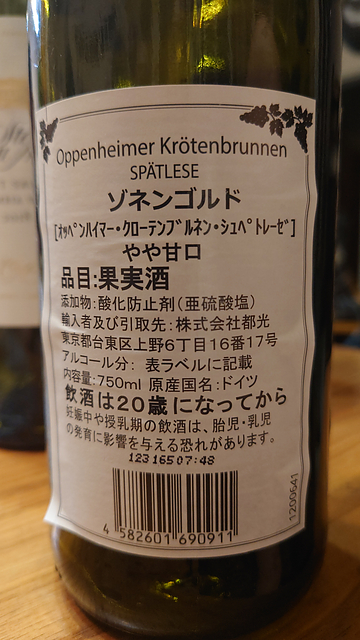 Oppenheimer Krötenbrunnen
SPÄTLESE
ゾネンゴルド
[ｵｯﾍﾟﾝﾊｲﾏｰ・ｸﾛｰﾃﾝﾌﾞﾙﾈﾝ・ｼｭﾍﾟﾄﾚｰｾﾞ]
やや甘口
品目:果実酒
添加物:酸化防止剤(亜硫酸塩)
輸入者及び引取先:株式会社都光
東京都台東区上野6丁目16番17号
アルコール分: 表ラベルに記載
内容量:750ml 原産国名:ドイツ
飲酒は20歳になってから
妊娠中や授乳期の飲酒は、胎児・乳児
の発育に影響を与える恐れがあります。
123 165 07:48
4 582601 690911
1200641